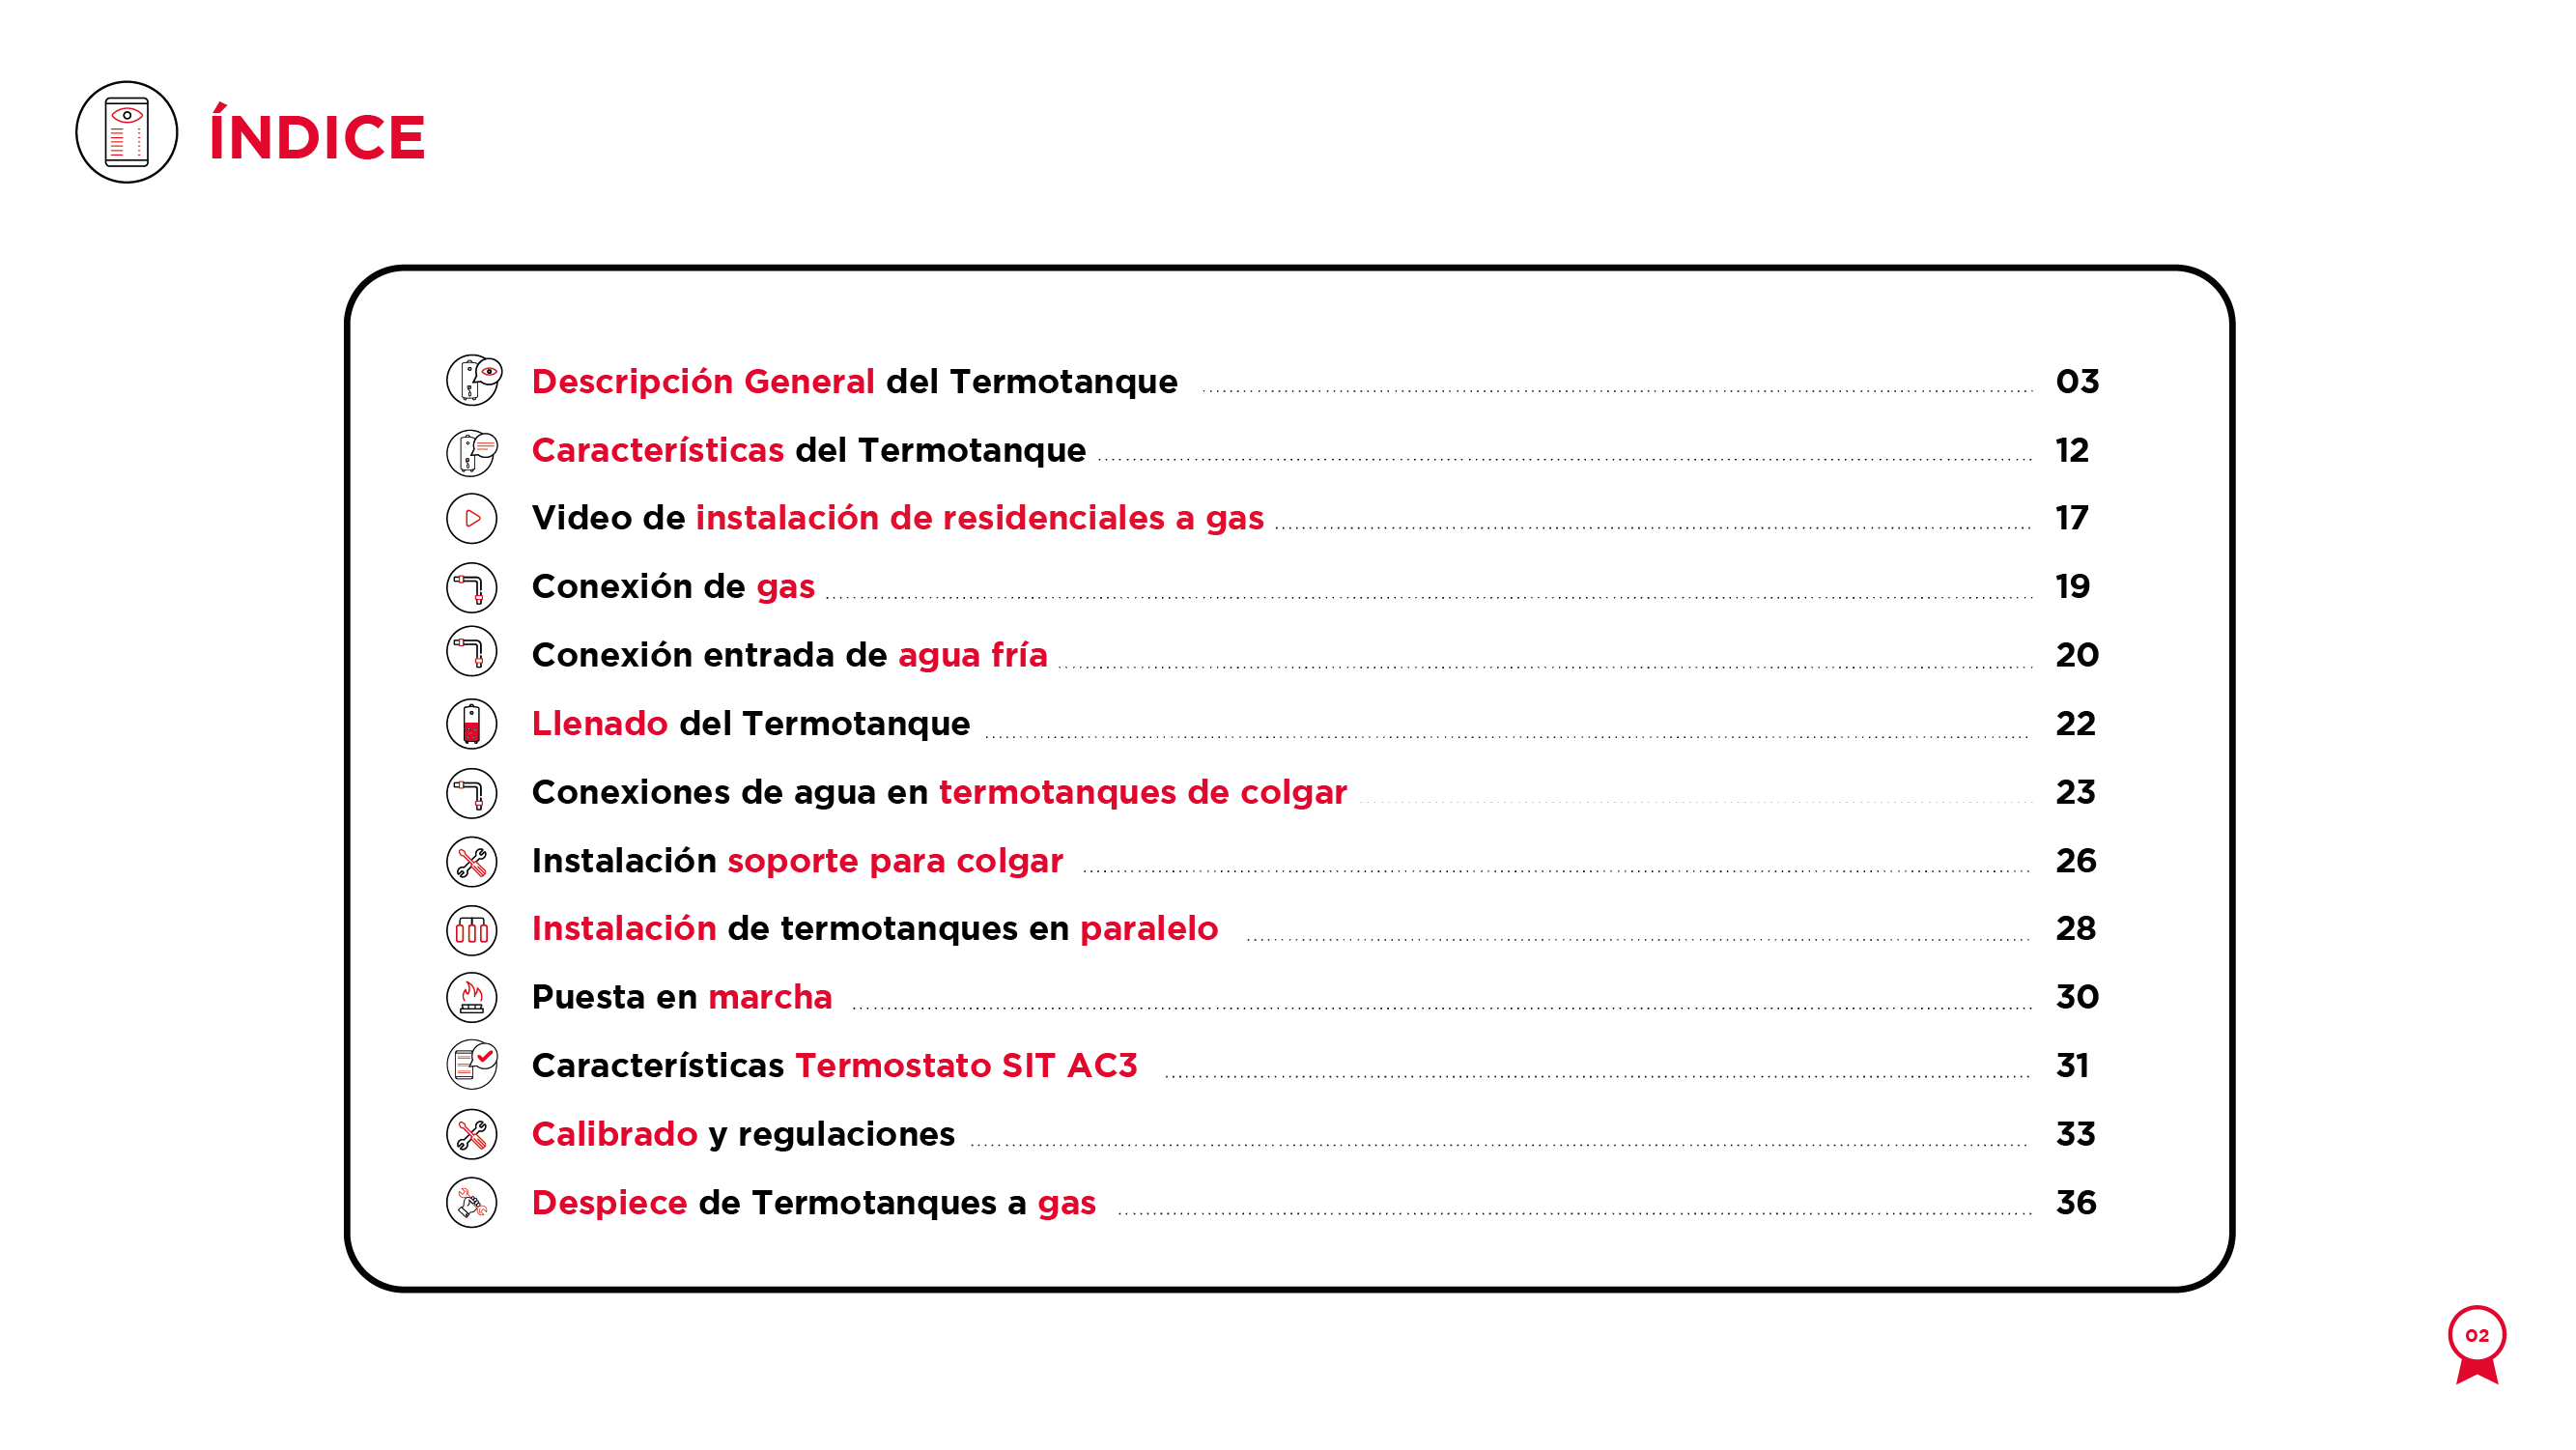 ÍNDICE
Descripción General del Termotanque 03
Características del Termotanque 12
Video de instalación de residenciales a gas 17
Conexión de gas 19
Conexión entrada de agua fría 20
Llenado del Termotanque 22
Conexiones de agua en termotanques de colgar 23
Instalación soporte para colgar 26
Instalación de termotanques en paralelo 28
Puesta en marcha 30
Características Termostato SIT AC3 31
Calibrado y regulaciones 33
Despiece de Termotanques a gas 36
02